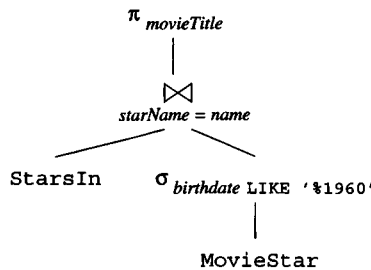 π movieTitle
⋈
starName = name
StarsIn
σ birthdate LIKE '%1960'
MovieStar